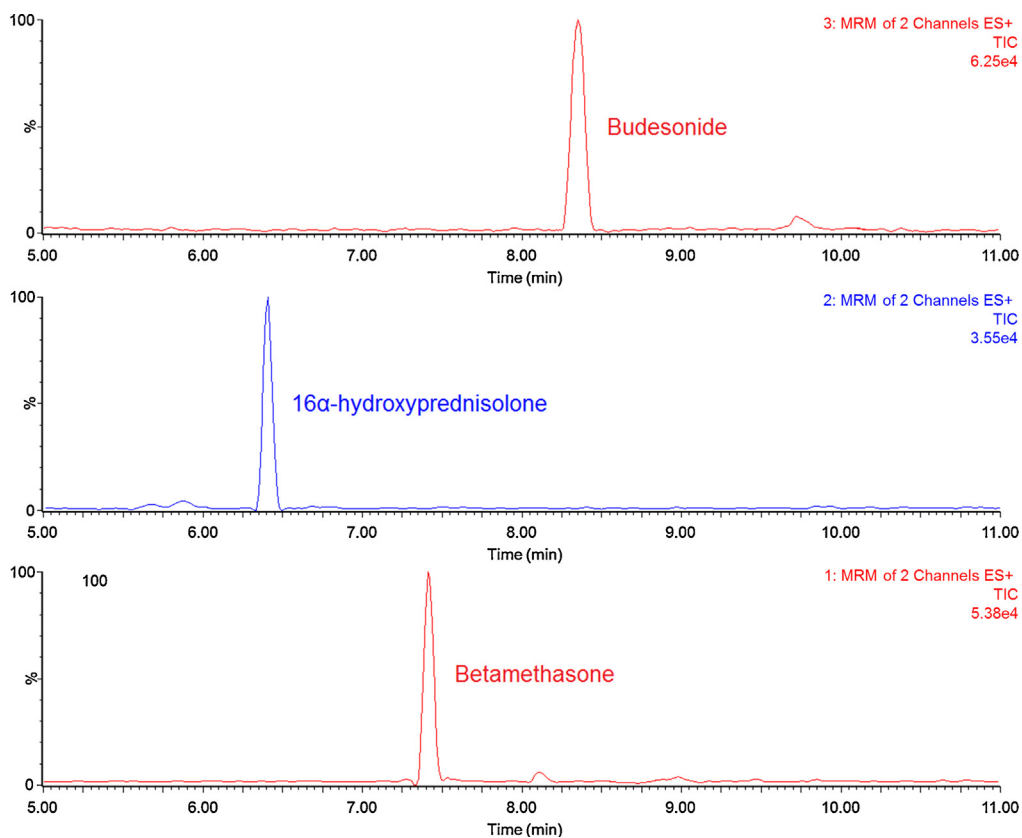 100
3: MRM of 2 Channels ES+
TIC
6.25e4
Budesonide
%
0
5.00 6.00 7.00 8.00 9.00 10.00 11.00
Time (min)
100
2: MRM of 2 Channels ES+
TIC
3.55e4
16α-hydroxyprednisolone
%
0
5.00 6.00 7.00 8.00 9.00 10.00 11.00
Time (min)
100
100
1: MRM of 2 Channels ES+
TIC
5.38e4
Betamethasone
%
0
5.00 6.00 7.00 8.00 9.00 10.00 11.00
Time (min)